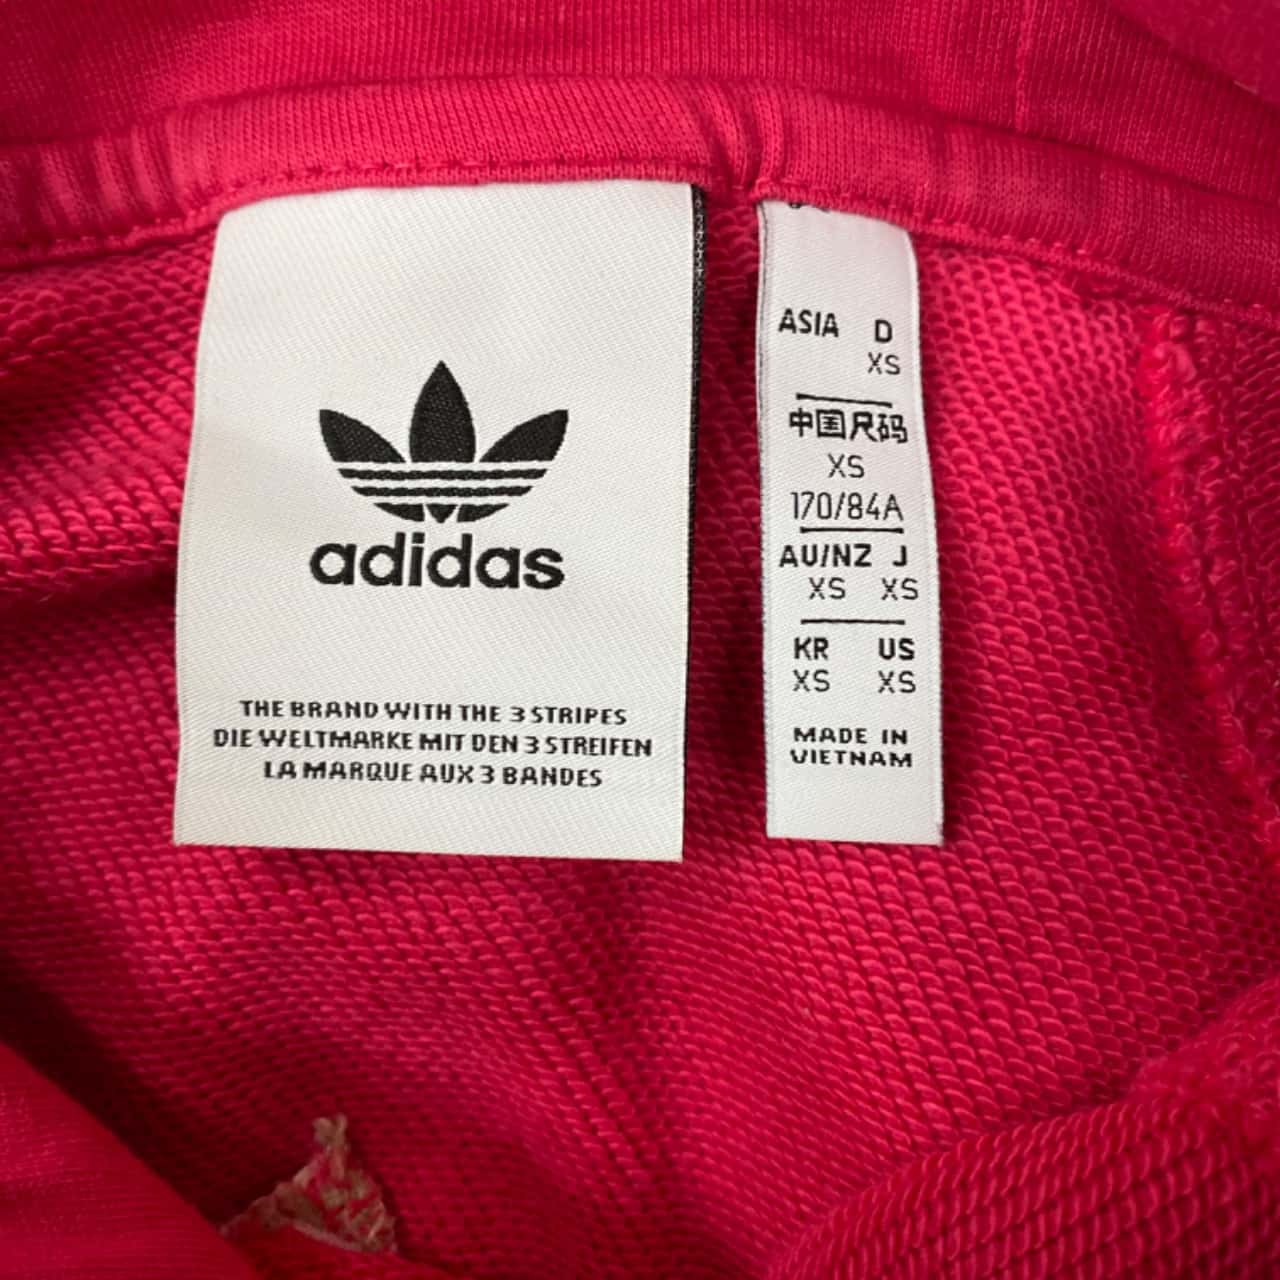 adidas
THE BRAND WITH THE 3 STRIPES
DIE WELTMARKE MIT DEN 3 STREIFEN
LA MARQUE AUX 3 BANDES
ASIA D
XS
中国尺码
XS
170/84A
AU/NZ J
XS XS
KR US
XS XS
MADE IN
VIETNAM